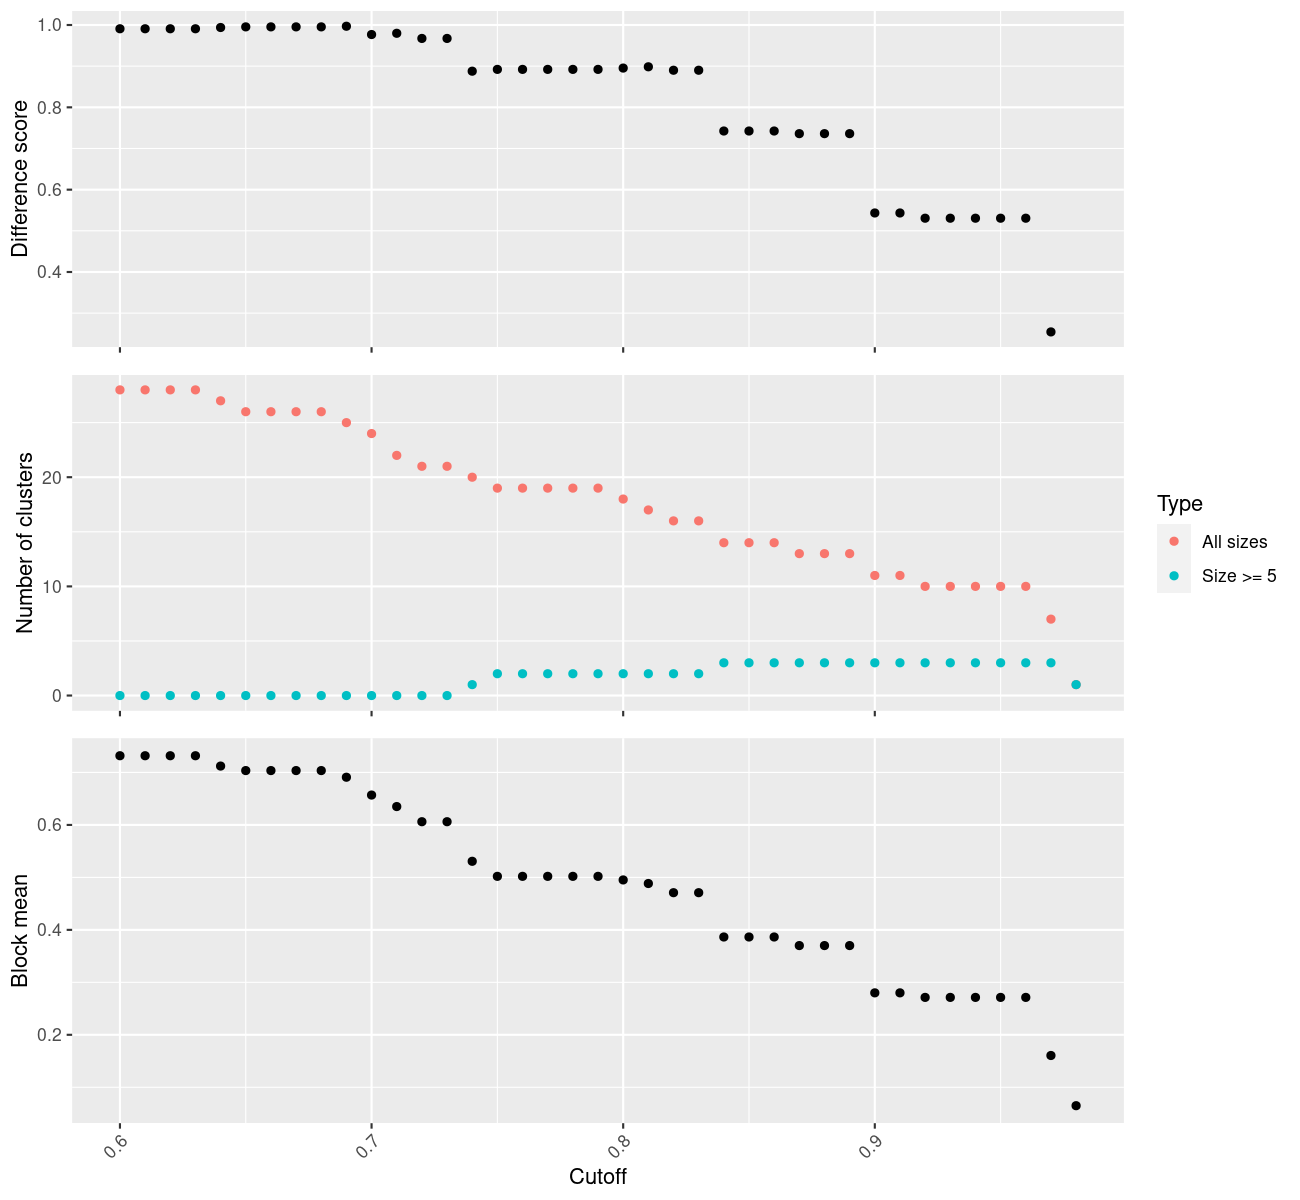 Difference score
1.0
0.8
0.6
0.4
Number of clusters
20
10
0
Type
All sizes
Size >= 5
Block mean
0.6
0.4
0.2
0.6
0.7
0.8
0.9
Cutoff